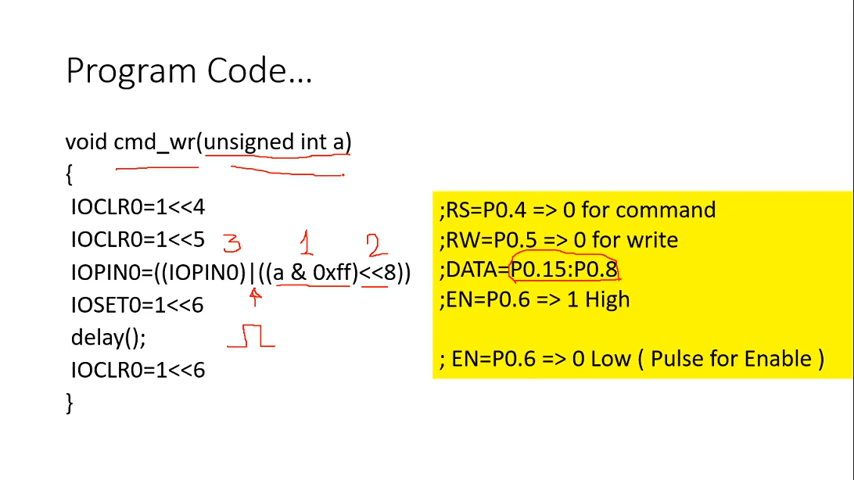 Program Code...
void cmd_wr(unsigned int a)
{
IOCLR0=1<<4
;RS=P0.4 => 0 for command
IOCLR0=1<<5
;RW=P0.5 => 0 for write
3 1 2
IOPIN0=((IOPIN0)|((a & 0xff)<<8))
;DATA=P0.15:P0.8
IOSET0=1<<6
;EN=P0.6 => 1 High
delay();
IOCLR0=1<<6
; EN=P0.6 => 0 Low ( Pulse for Enable )
}